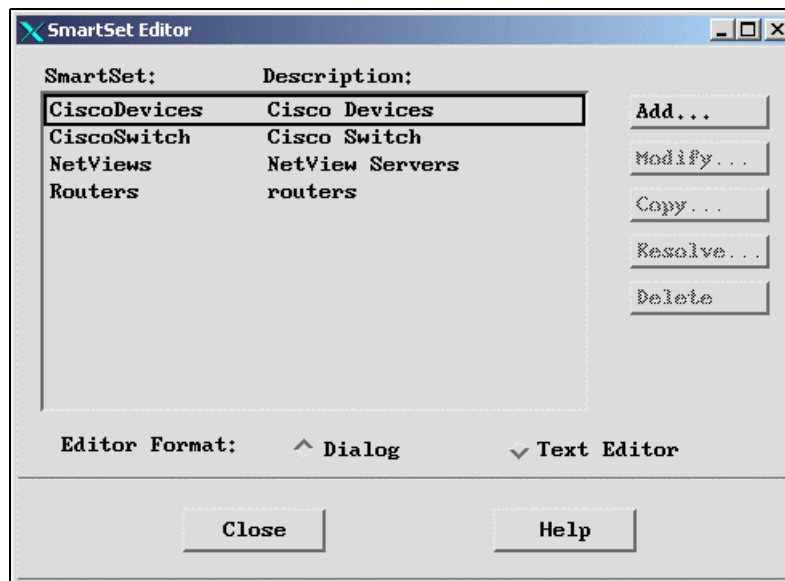 SmartSet Editor
SmartSet: Description:
CiscoDevices Cisco Devices
CiscoSwitch Cisco Switch
NetViews NetView Servers
Routers routers
Add...
Modify...
Copy...
Resolve...
Delete
Editor Format: Dialog Text Editor
Close Help